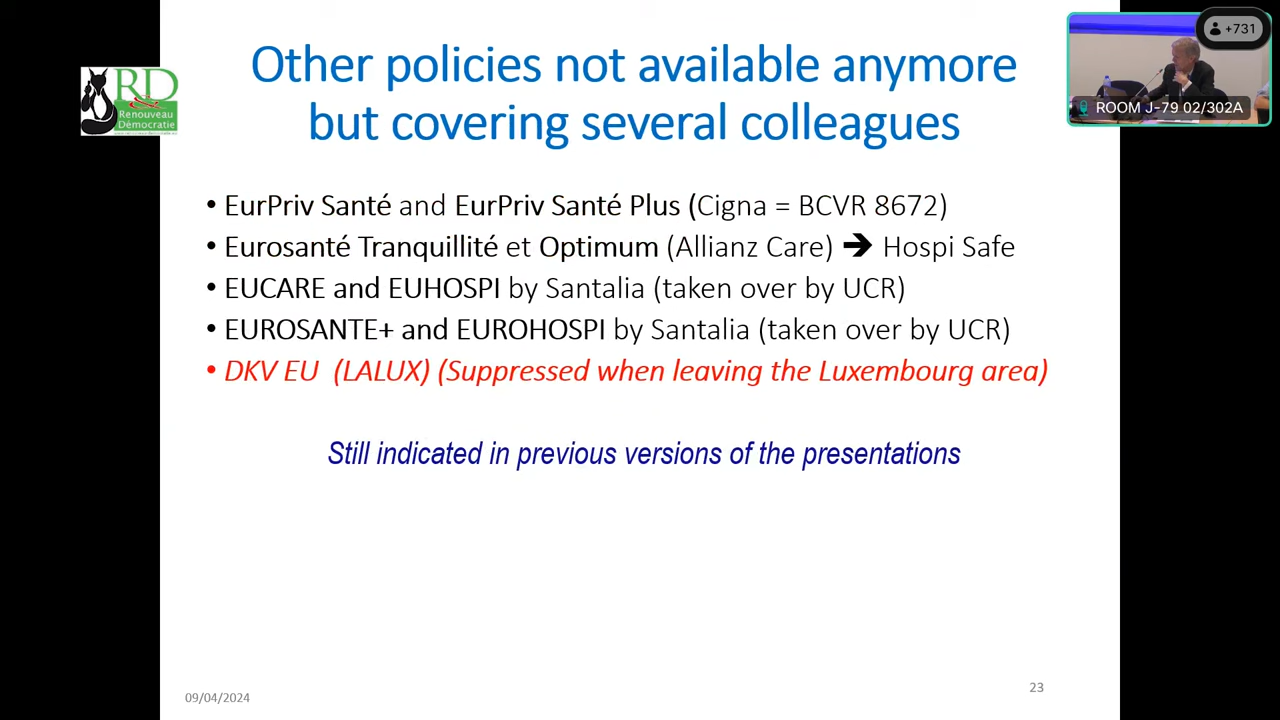 Other policies not available anymore
but covering several colleagues
RD
Renouveau
Démocratie
+731
ROOM J-79 02/302A
• EurPriv Santé and EurPriv Santé Plus (Cigna = BCVR 8672)
• Eurosanté Tranquillité et Optimum (Allianz Care) 🡺 Hospi Safe
• EUCARE and EUHOSPI by Santalia (taken over by UCR)
• EUROSANTE+ and EUROHOSPI by Santalia (taken over by UCR)
• DKV EU (LALUX) (Suppressed when leaving the Luxembourg area)
Still indicated in previous versions of the presentations
09/04/2024
23